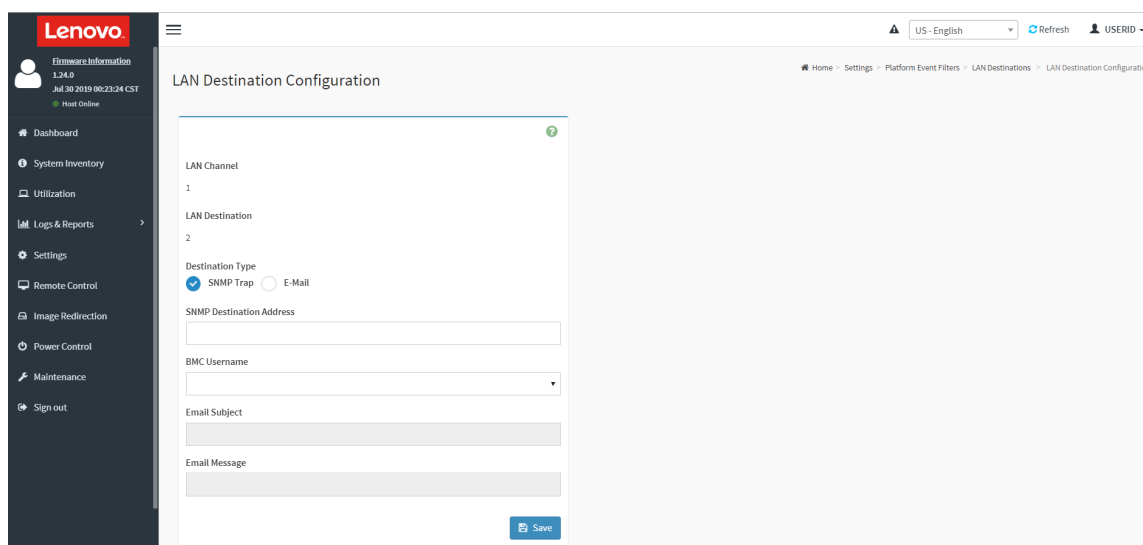 Lenovo.
US - English
Refresh
USERID
Firmware Information
1.24.0
Jul 30 2019 00:23:24 CST
Host Online
Dashboard
System Inventory
Utilization
Logs & Reports
Settings
Remote Control
Image Redirection
Power Control
Maintenance
Sign out
LAN Destination Configuration
Home > Settings > Platform Event Filters > LAN Destinations > LAN Destination Configurati
LAN Channel
1
LAN Destination
2
Destination Type
SNMP Trap E-Mail
SNMP Destination Address
BMC Username
Email Subject
Email Message
Save